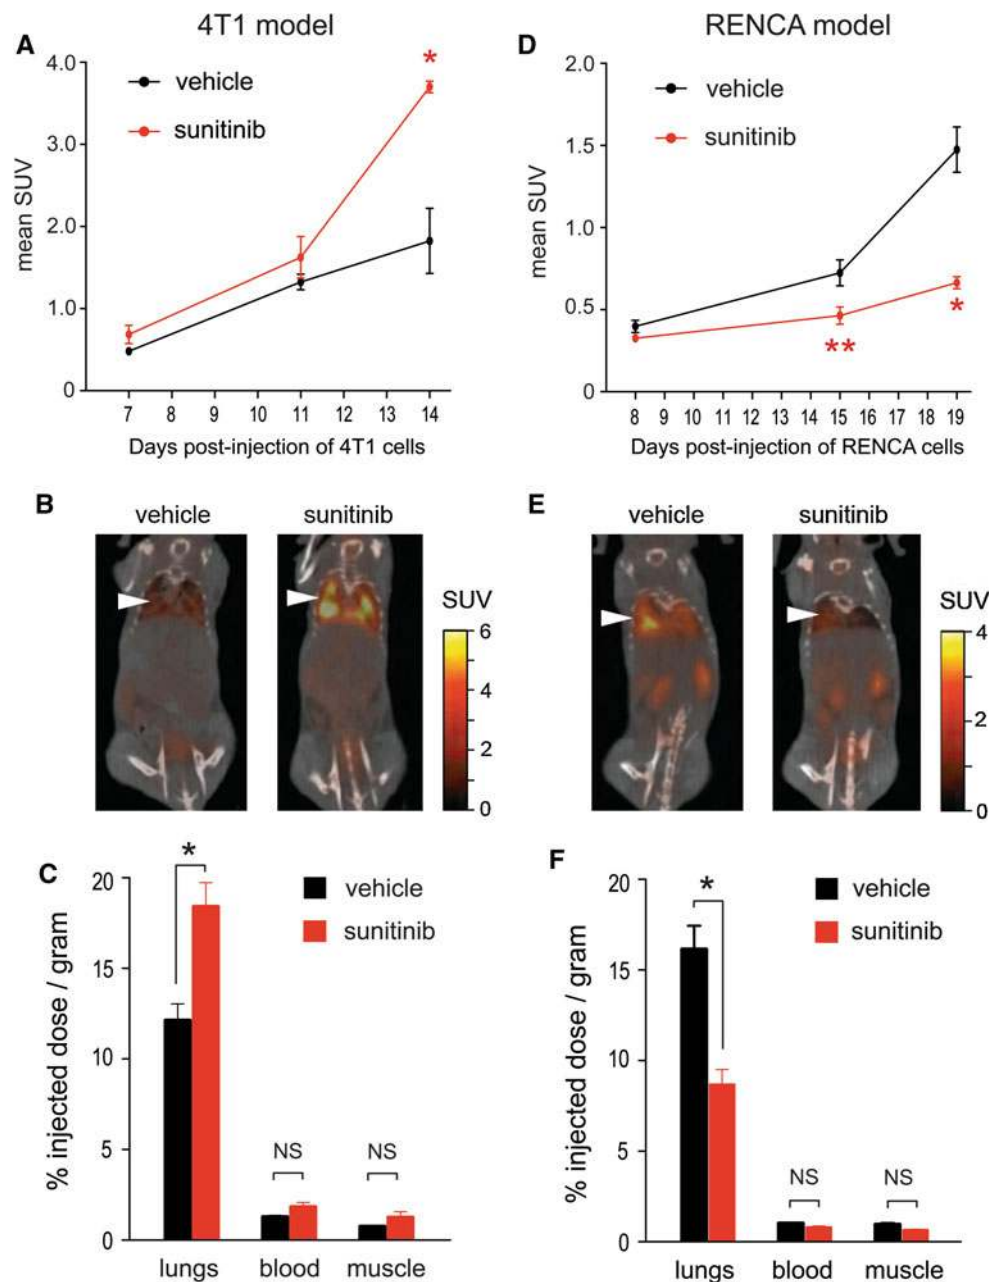 4T1 model
A
4.0
vehicle
sunitinib
*
4.0
3.0
2.0
1.0
0
mean SUV
7 8 9 10 11 12 13 14
Days post-injection of 4T1 cells
RENCA model
D
2.0
vehicle
sunitinib
1.5
1.0
0.5
0
mean SUV
**
*
8 9 10 11 12 13 14 15 16 17 18 19
Days post-injection of RENCA cells
B
vehicle
sunitinib
SUV
6
4
2
0
E
vehicle
sunitinib
SUV
4
2
0
C
20
15
10
5
0
% injected dose / gram
*
vehicle
sunitinib
NS
NS
lungs blood muscle
F
20
15
10
5
0
% injected dose / gram
*
vehicle
sunitinib
NS
NS
lungs blood muscle